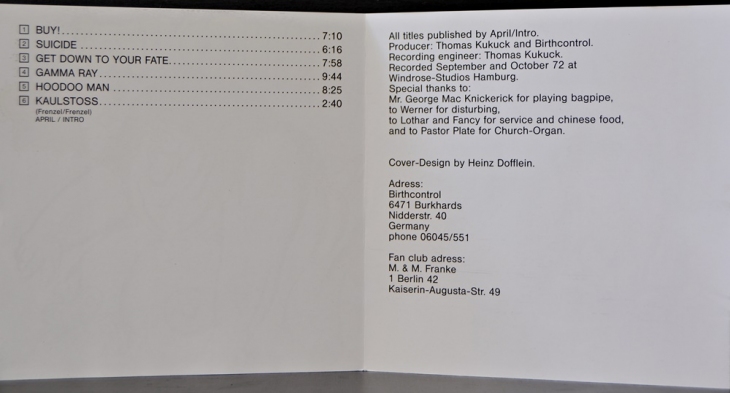 1 BUY! 7:10
2 SUICIDE 6:16
3 GET DOWN TO YOUR FATE 7:58
4 GAMMA RAY 9:44
5 HOODOO MAN 8:25
6 KAULSTOSS 2:40
(Frenzel/Frenzel)
APRIL / INTRO
All titles published by April/Intro.
Producer: Thomas Kukuck and Birthcontrol.
Recording engineer: Thomas Kukuck.
Recorded September and October 72 at
Windrose-Studios Hamburg.
Special thanks to:
Mr. George Mac Knickerick for playing bagpipe,
to Werner for disturbing,
to Lothar and Fancy for service and chinese food,
and to Pastor Plate for Church-Organ.
Cover-Design by Heinz Dofflein.
Adress:
Birthcontrol
6471 Burkhards
Nidderstr. 40
Germany
phone 06045/551
Fan club adress:
M. & M. Franke
1 Berlin 42
Kaiserin-Augusta-Str. 49